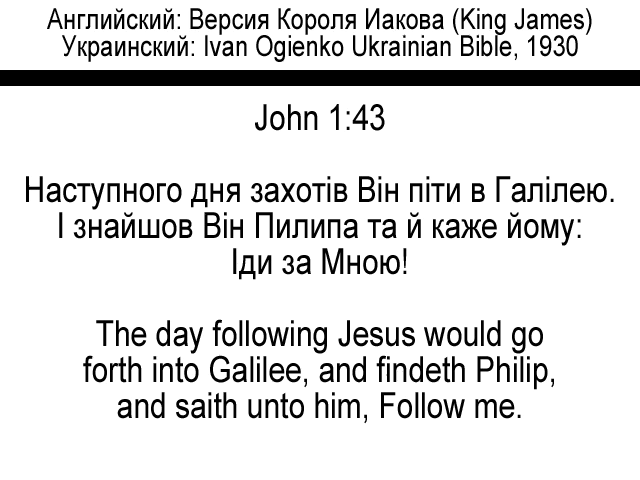 Английский: Версия Короля Иакова (King James)
Украинский: Ivan Ogienko Ukrainian Bible, 1930
John 1:43
Наступного дня захотів Він піти в Галілею.
І знайшов Він Пилипа та й каже йому:
Іди за Мною!
The day following Jesus would go
forth into Galilee, and findeth Philip,
and saith unto him, Follow me.